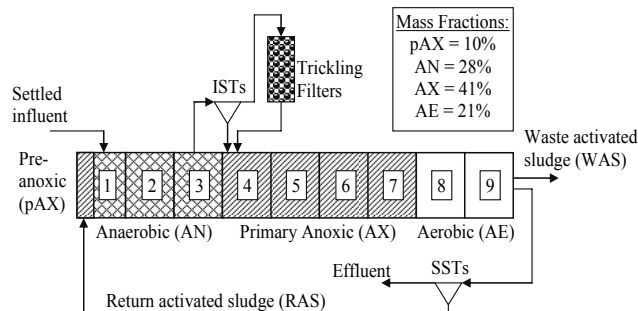 Mass Fractions:
pAX = 10%
AN = 28%
AX = 41%
AE = 21%
ISTs
Trickling
Filters
Settled
influent
Waste activated
sludge (WAS)
Pre-
anoxic
(pAX)
1 2 3 4 5 6 7 8 9
Anaerobic (AN) Primary Anoxic (AX) Aerobic (AE)
Effluent SSTs
Return activated sludge (RAS)